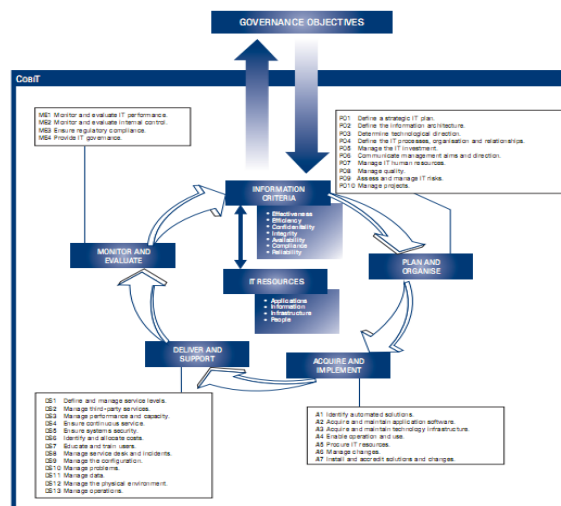 GOVERNANCE OBJECTIVES
COBIT
ME1 Monitor and evaluate IT performance.
ME2 Monitor and evaluate internal control.
ME3 Ensure regulatory compliance.
ME4 Provide IT governance.
PO1 Define a strategic IT plan.
PO2 Define the information architecture.
PO3 Determine technological direction.
PO4 Define the IT processes, organisation and relationships.
PO5 Manage the IT investment.
PO6 Communicate management aims and direction.
PO7 Manage IT human resources.
PO8 Manage quality.
PO9 Assess and manage IT risks.
PO10 Manage projects.
INFORMATION
CRITERIA
• Effectiveness
• Efficiency
• Confidentiality
• Integrity
• Availability
• Compliance
• Reliability
MONITOR AND
EVALUATE
PLAN AND
ORGANISE
IT RESOURCES
• Applications
• Information
• Infrastructure
• People
DELIVER AND
SUPPORT
ACQUIRE AND
IMPLEMENT
DS1 Define and manage service levels.
DS2 Manage third-party services.
DS3 Manage performance and capacity.
DS4 Ensure continuous service.
DS5 Ensure systems security.
DS6 Identify and allocate costs.
DS7 Educate and train users.
DS8 Manage service desk and incidents.
DS9 Manage the configuration.
DS10 Manage problems.
DS11 Manage data.
DS12 Manage the physical environment.
DS13 Manage operations.
A1 Identify automated solutions.
A2 Acquire and maintain application software.
A3 Acquire and maintain technology infrastructure.
A4 Enable operation and use.
A5 Procure IT resources.
A6 Manage changes.
A7 Install and accredit solutions and changes.